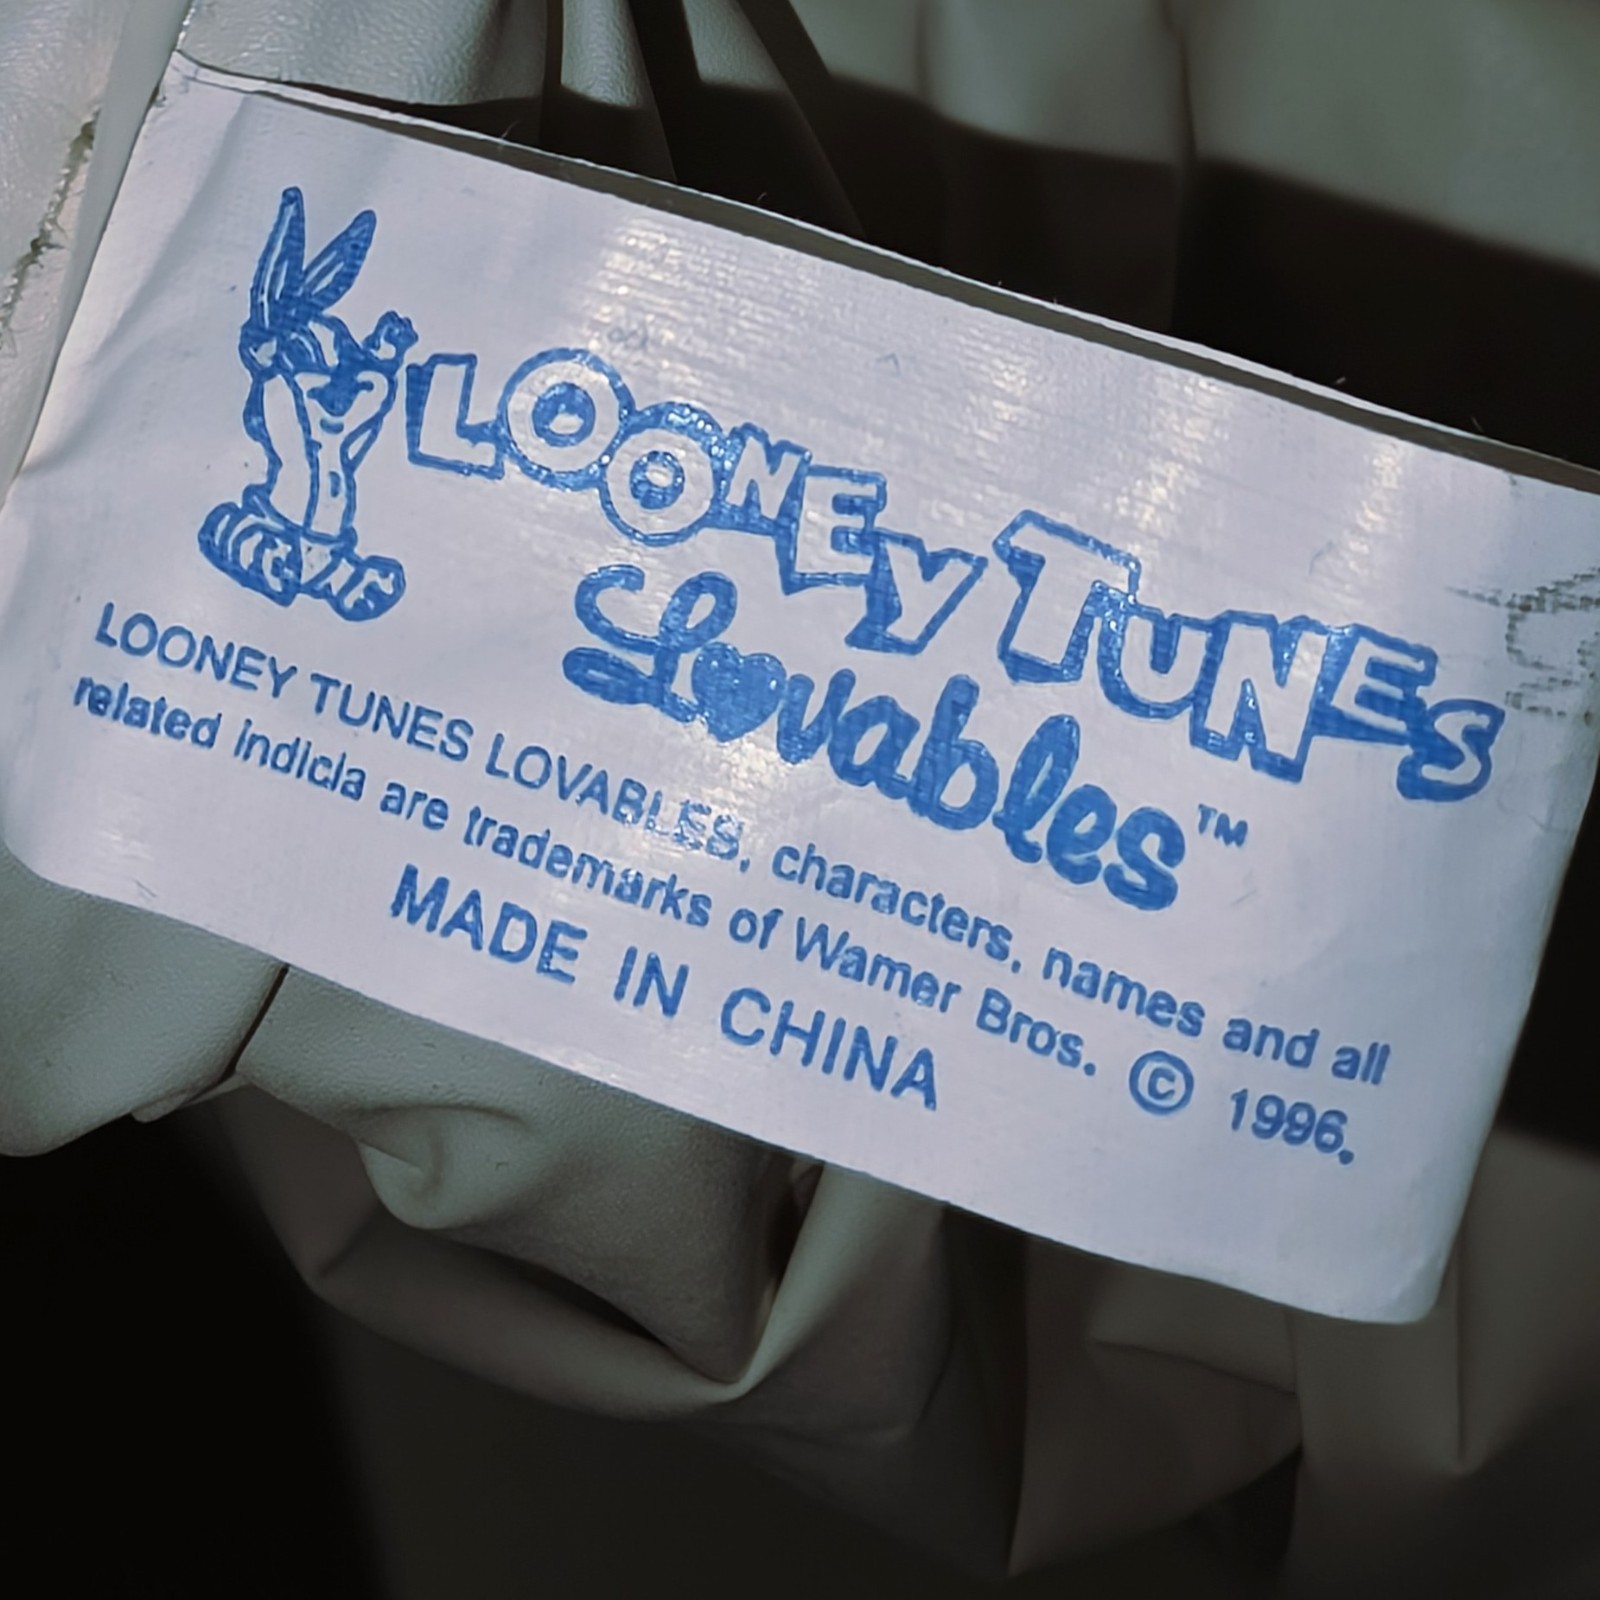 LOONEY TUNES
Lovables™
LOONEY TUNES LOVABLES, characters, names and all
related indicia are trademarks of Warner Bros. © 1996.
MADE IN CHINA